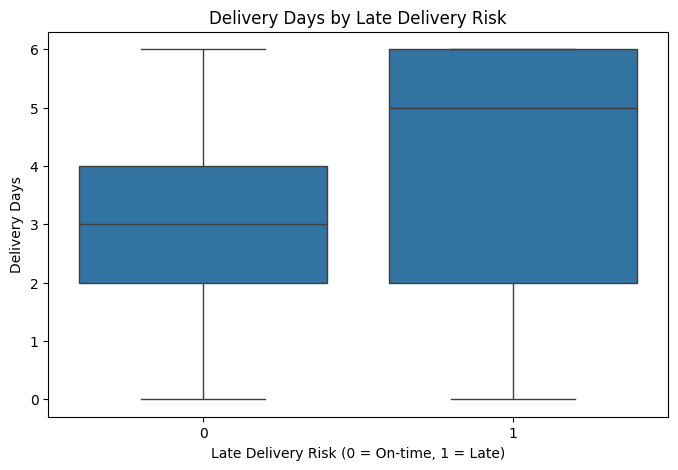 Delivery Days by Late Delivery Risk
6
5
4
3
2
1
0
Delivery Days
0 1
Late Delivery Risk (0 = On-time, 1 = Late)